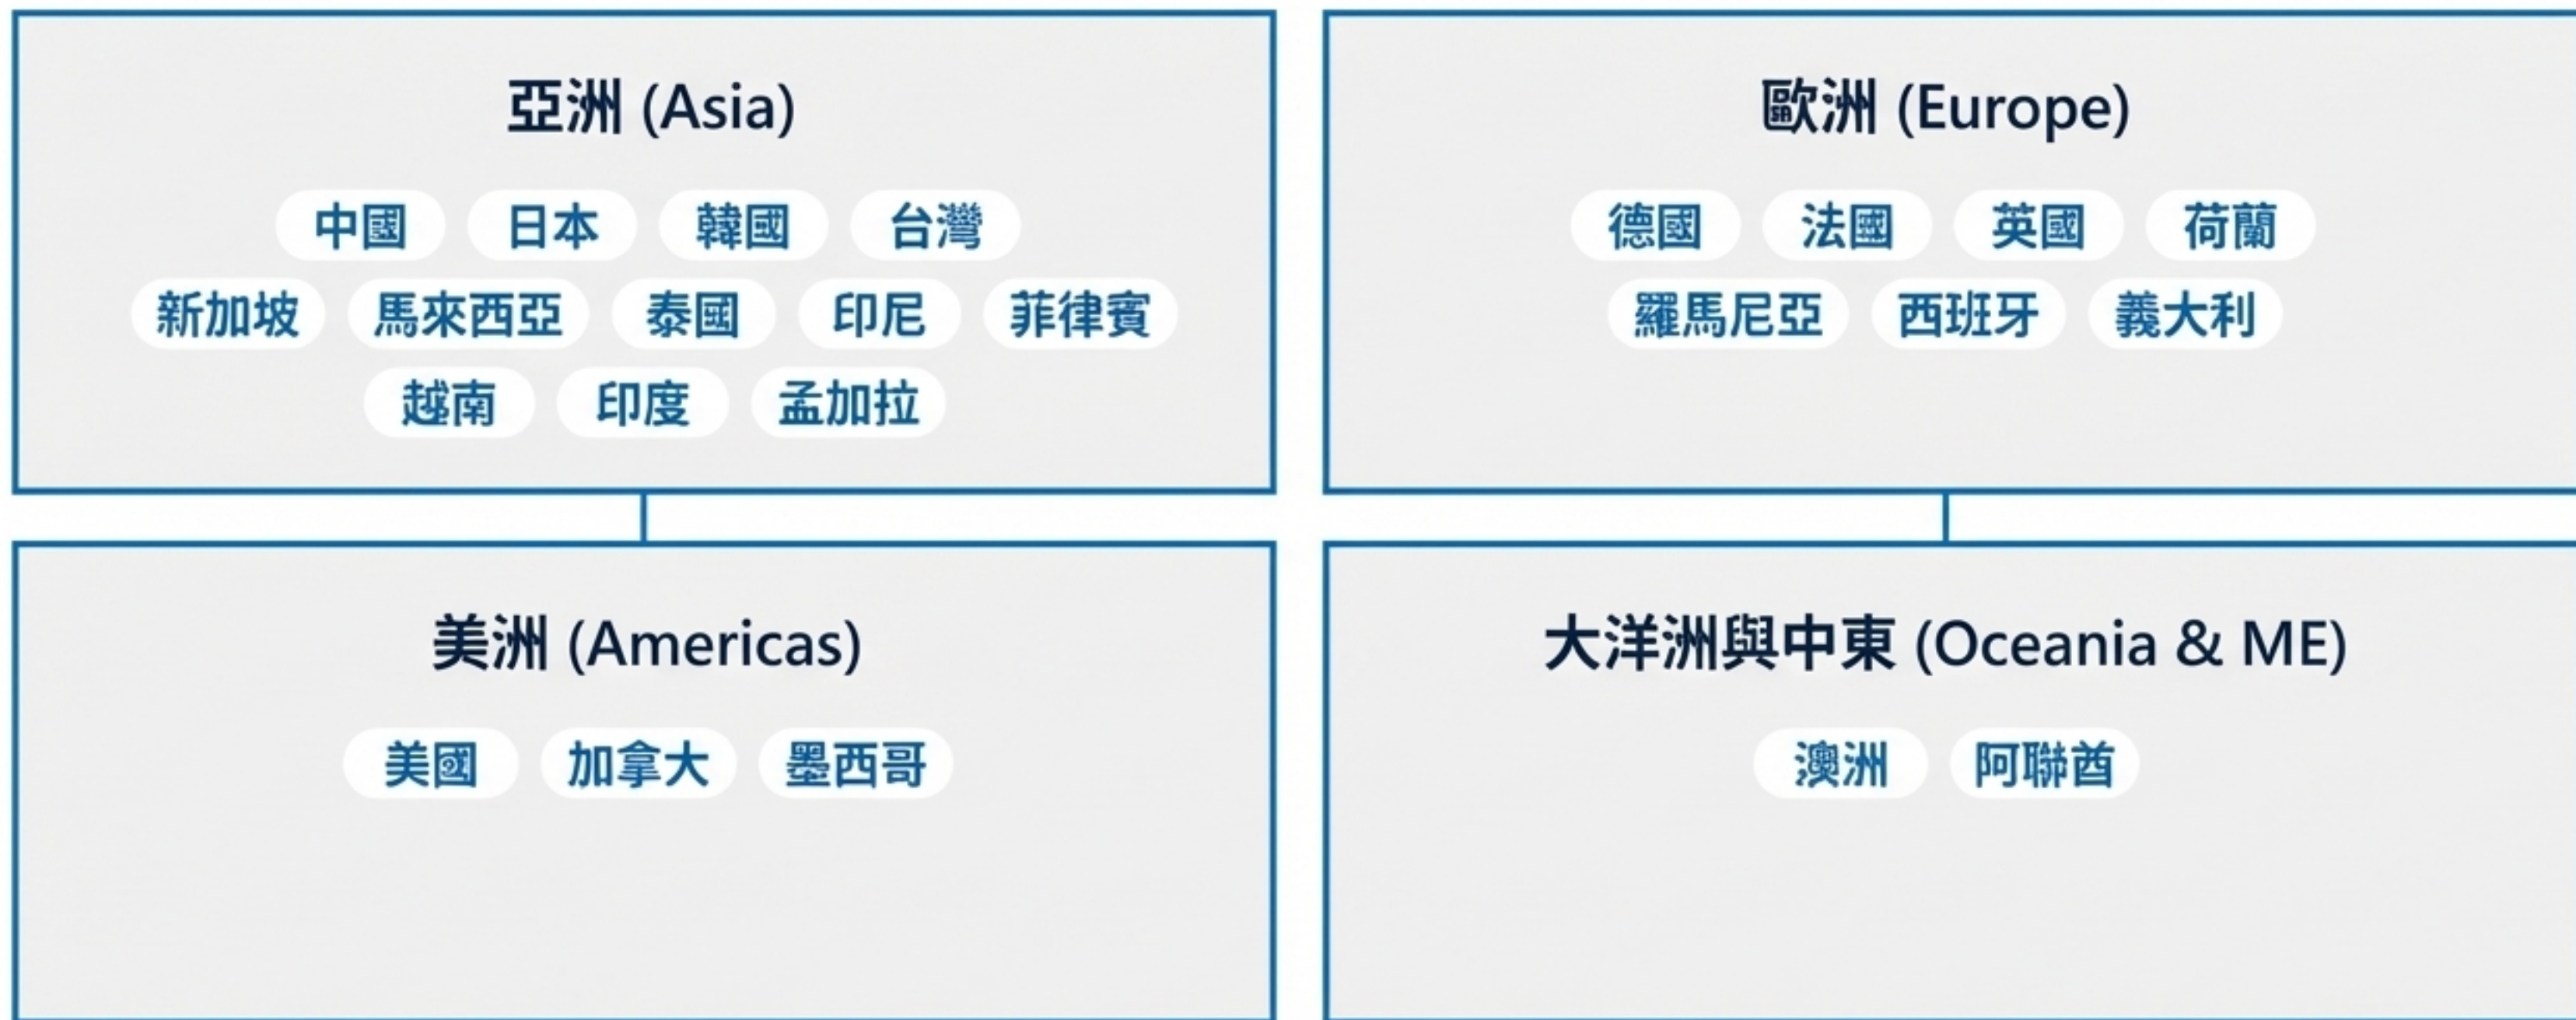 亞洲 (Asia)
中國 日本 韓國 台灣
新加坡 馬來西亞 泰國 印尼 菲律賓
越南 印度 孟加拉
歐洲 (Europe)
德國 法國 英國 荷蘭
羅馬尼亞 西班牙 義大利
美洲 (Americas)
美國 加拿大 墨西哥
大洋洲與中東 (Oceania & ME)
澳洲 阿聯酋